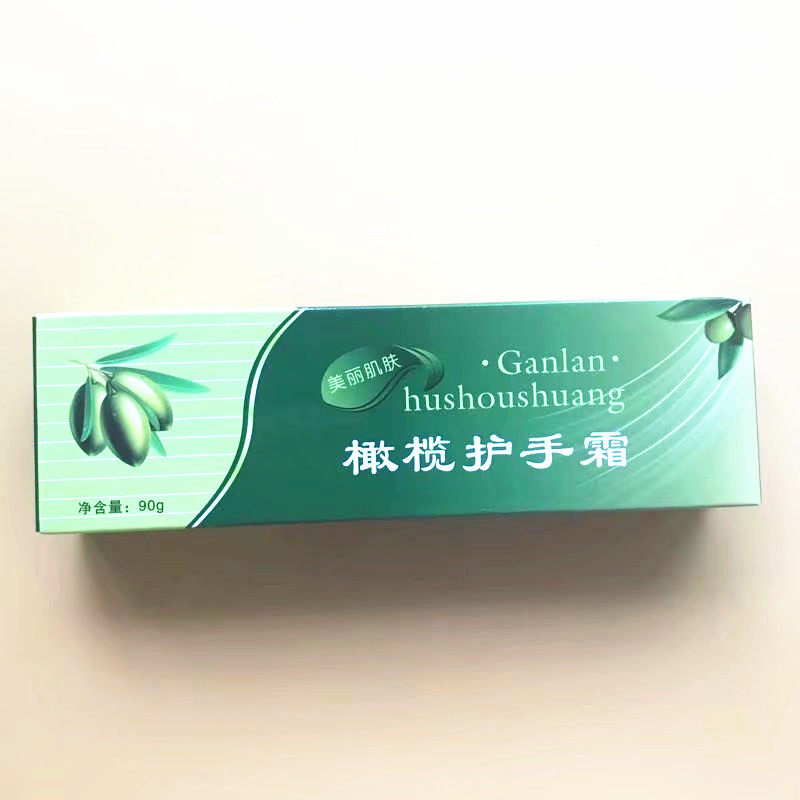 美丽肌肤
·Ganlan·
hushoushuang
橄榄护手霜
净含量：90g